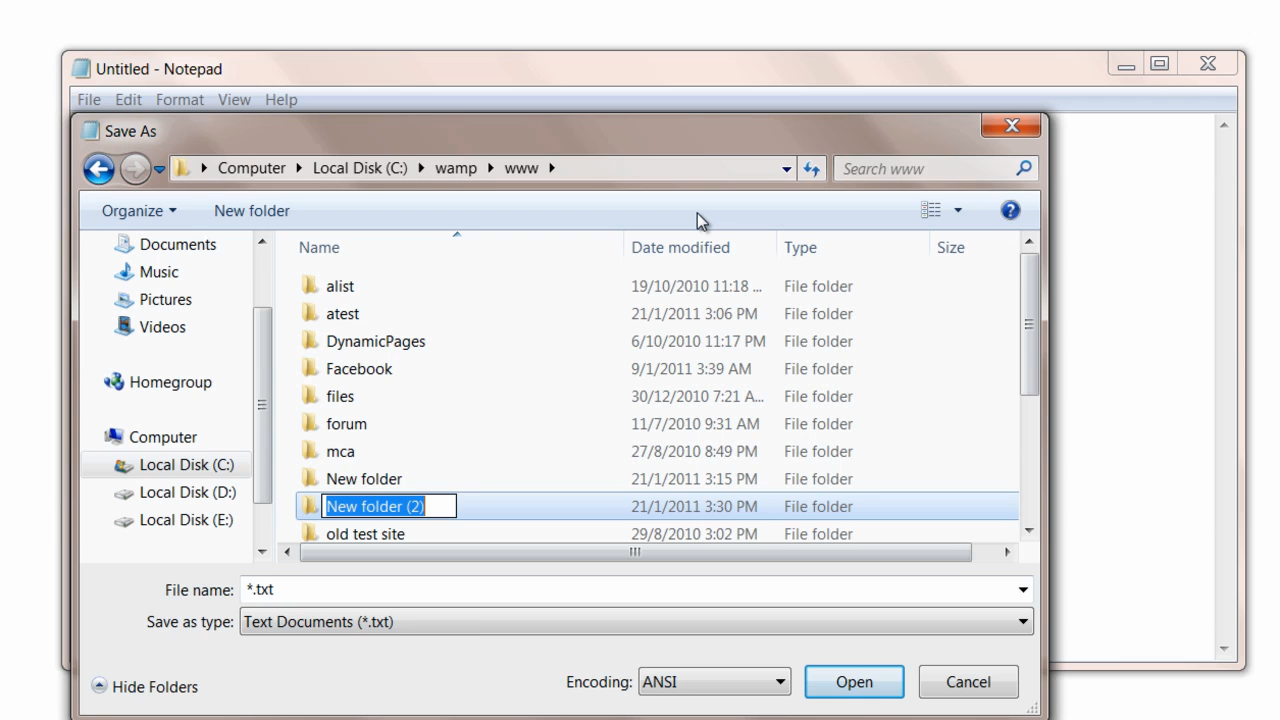 Untitled - Notepad
File Edit Format View Help
Save As
Computer Local Disk (C:) wamp www
Search www
Organize New folder
Name Date modified Type Size
Documents
Music
Pictures
Videos
Homegroup
Computer
Local Disk (C:)
Local Disk (D:)
Local Disk (E:)
alist 19/10/2010 11:18 ... File folder
atest 21/1/2011 3:06 PM File folder
DynamicPages 6/10/2010 11:17 PM File folder
Facebook 9/1/2011 3:39 AM File folder
files 30/12/2010 7:21 A... File folder
forum 11/7/2010 9:31 AM File folder
mca 27/8/2010 8:49 PM File folder
New folder 21/1/2011 3:15 PM File folder
New folder (2) 21/1/2011 3:30 PM File folder
old test site 29/8/2010 3:02 PM File folder
File name: *.txt
Save as type: Text Documents (*.txt)
Hide Folders
Encoding: ANSI
Open
Cancel